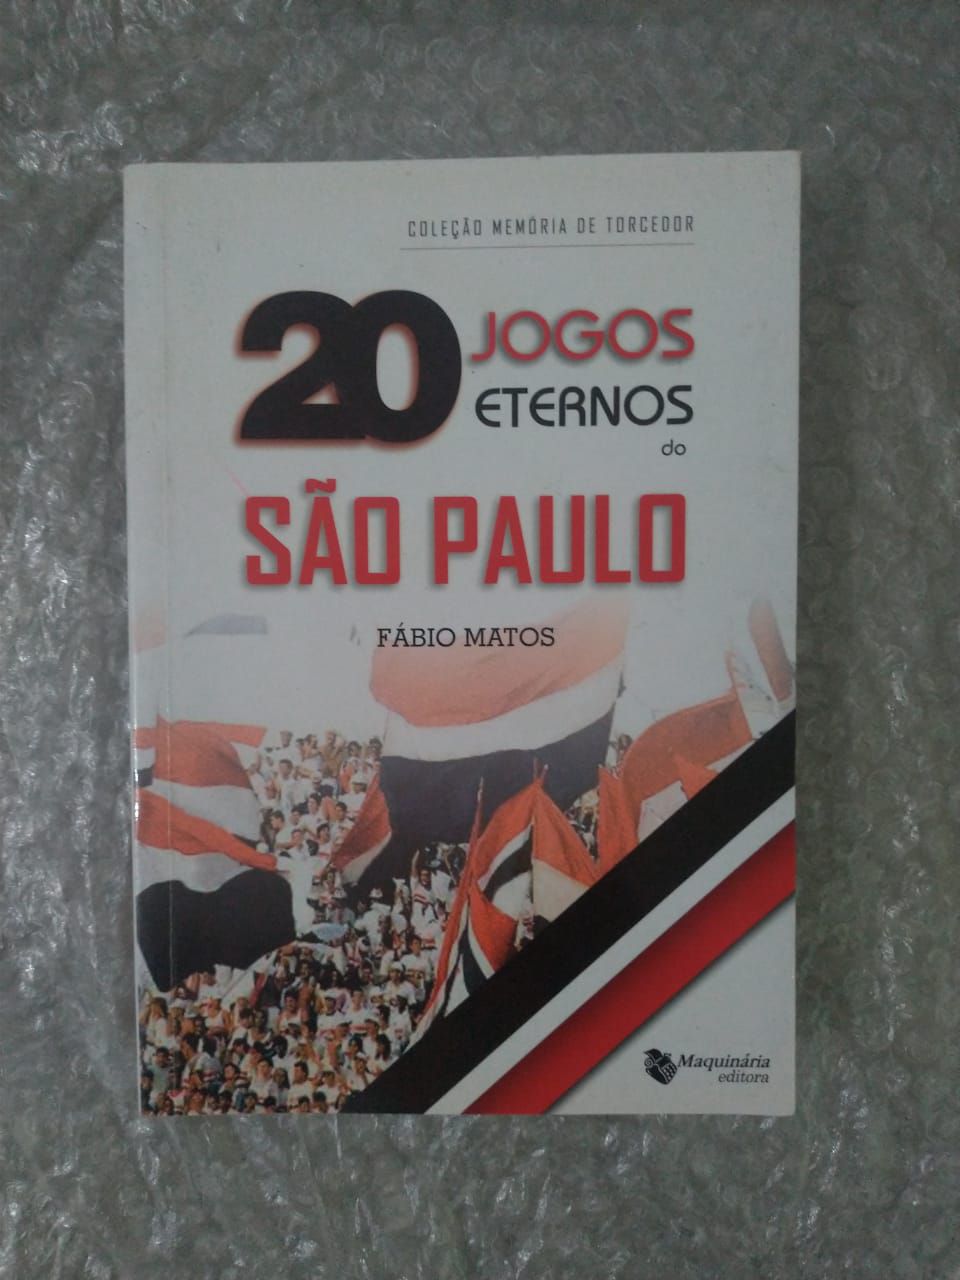 COLEÇÃO MEMÓRIA DE TORCEDOR
20 JOGOS
ETERNOS
do
SÃO PAULO
FÁBIO MATOS
Maquinária
editora